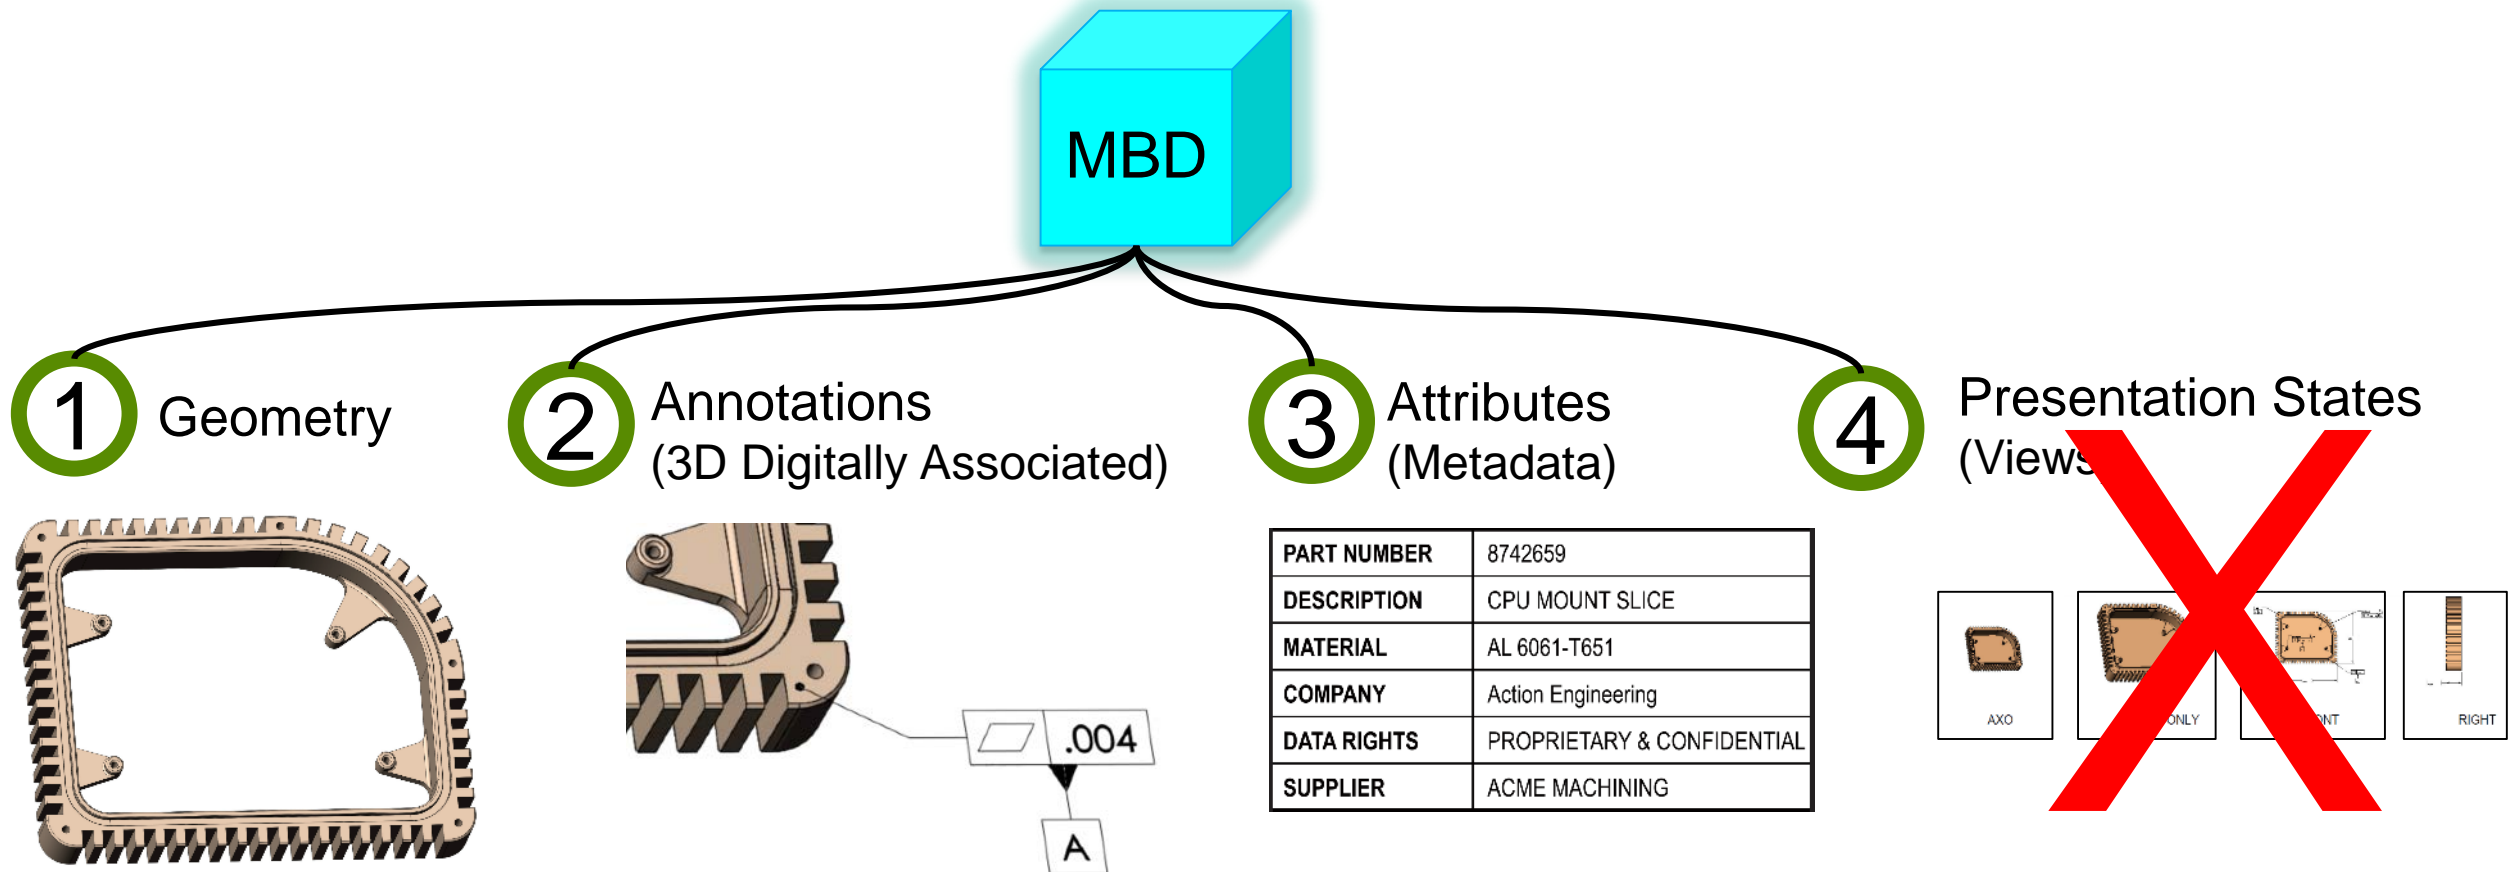 MBD
1
Geometry
2
Annotations
(3D Digitally Associated)
3
Attributes
(Metadata)
4
Presentation States
(Views
.004
A
PART NUMBER 8742659
DESCRIPTION CPU MOUNT SLICE
MATERIAL AL 6061-T651
COMPANY Action Engineering
DATA RIGHTS PROPRIETARY & CONFIDENTIAL
SUPPLIER ACME MACHINING
AXO
ONLY
NT
RIGHT